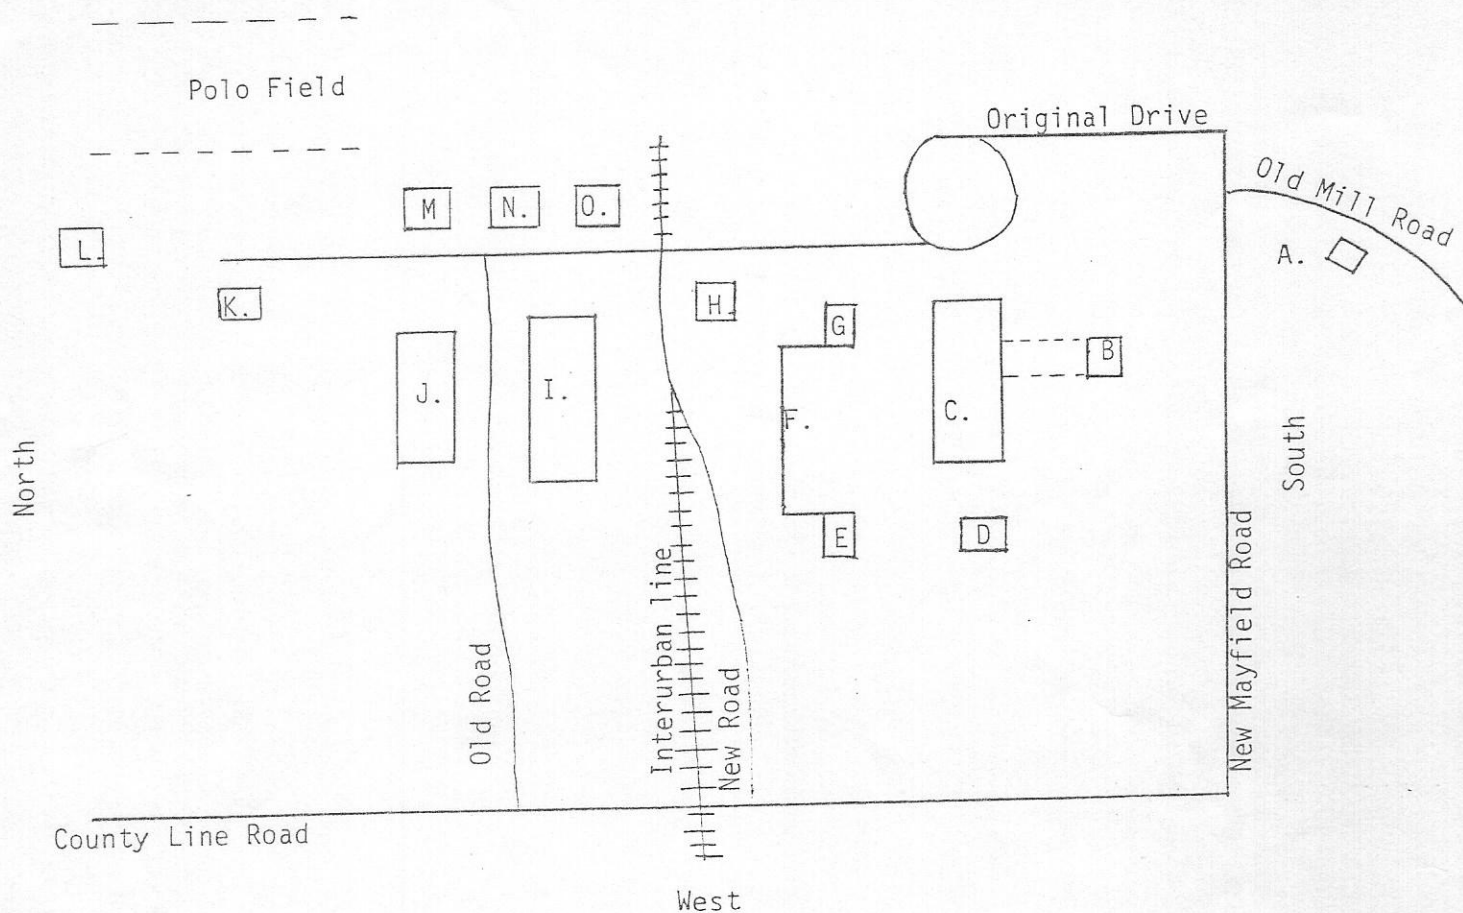 Polo Field
Original Drive
Old Mill Road
M
N.
O.
L.
A.
K.
H.
G
B
J.
I.
F.
C.
North
South
E
D
Old Road
Interurban line
New Road
New Mayfield Road
County Line Road
West